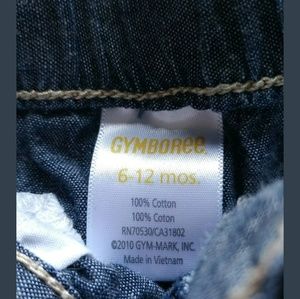 GYMBOREE
6-12 mos.
100% Cotton
100% Coton
RN70530/CA31802
©2010 GYM-MARK, INC.
Made in Vietnam